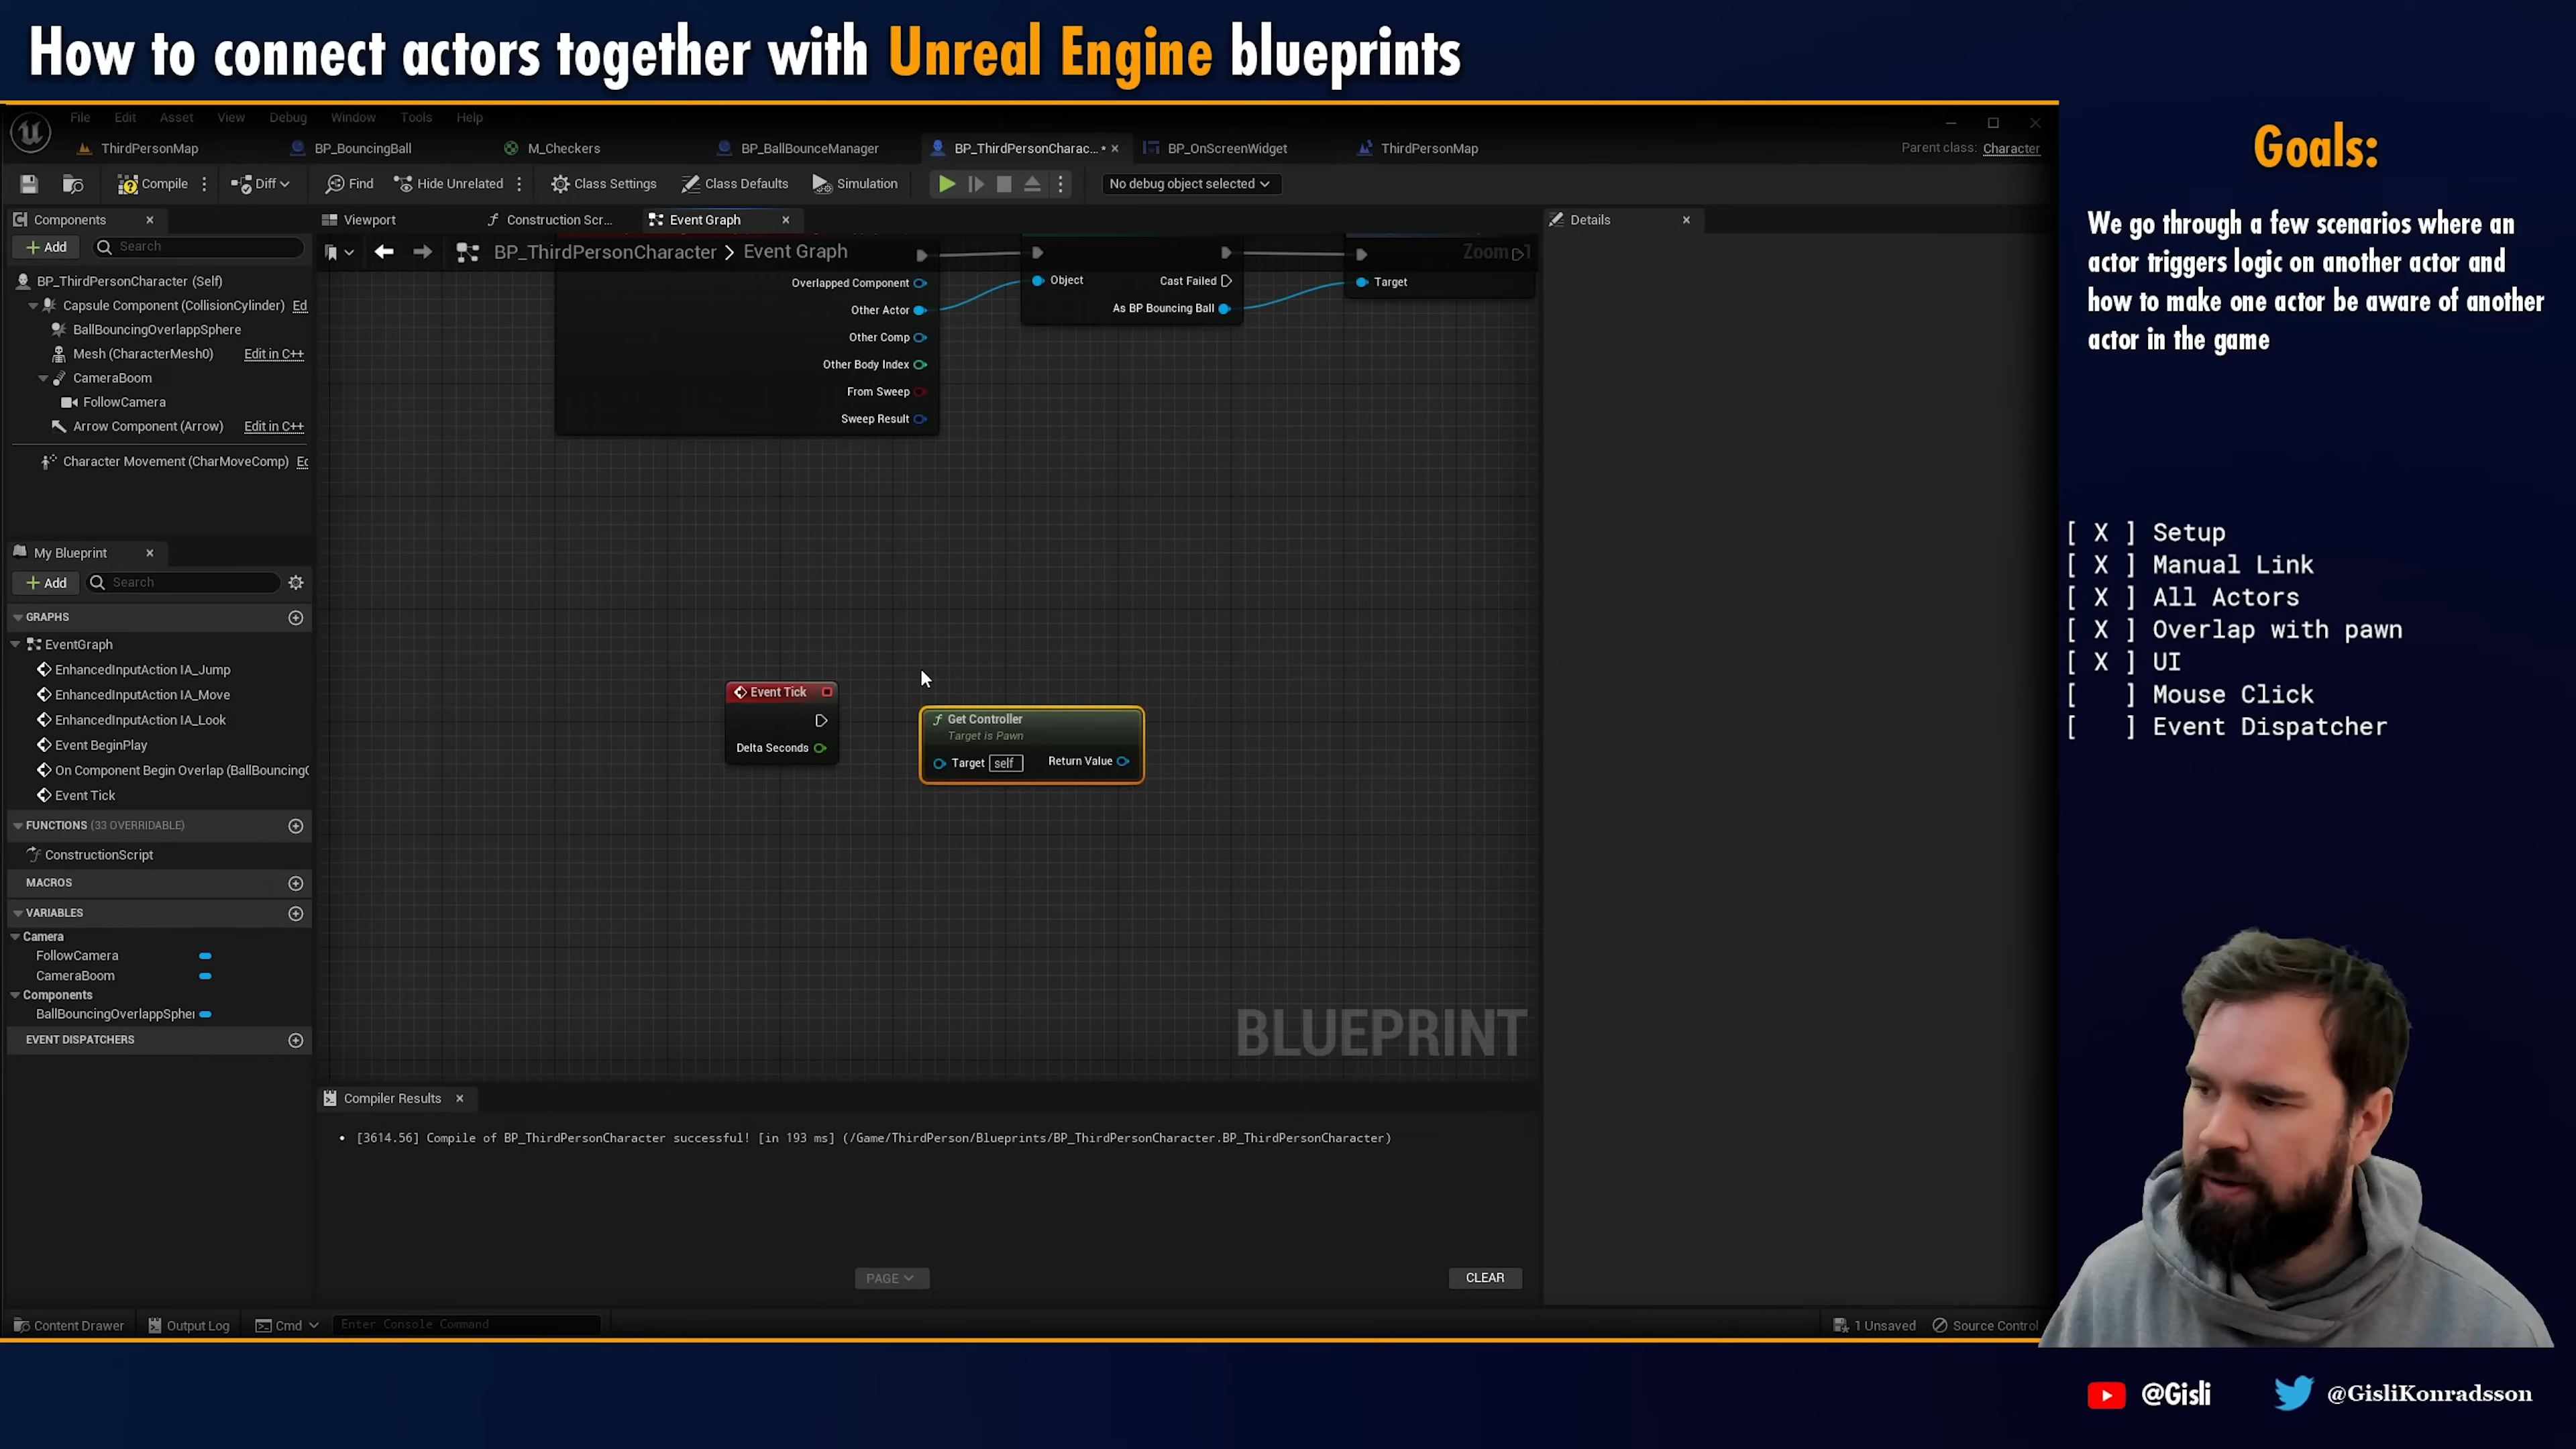 How to connect actors together with Unreal Engine blueprints
File Edit Asset View Debug Window Tools Help
ThirdPersonMap BP_BouncingBall M_Checkers BP_BallBounceManager BP_ThirdPersonCharac...* BP_OnScreenWidget ThirdPersonMap
Parent class: Character
Compile Diff Find Hide Unrelated Class Settings Class Defaults Simulation No debug object selected
Components
Add Search
BP_ThirdPersonCharacter (Self)
Capsule Component (CollisionCylinder) Ed
BallBouncingOverlappSphere
Mesh (CharacterMesh0) Edit in C++
CameraBoom
FollowCamera
Arrow Component (Arrow) Edit in C++
Character Movement (CharMoveComp) Ec
My Blueprint
Add Search
GRAPHS
EventGraph
EnhancedInputAction IA_Jump
EnhancedInputAction IA_Move
EnhancedInputAction IA_Look
Event BeginPlay
On Component Begin Overlap (BallBouncing(
Event Tick
FUNCTIONS (33 OVERRIDABLE)
ConstructionScript
MACROS
VARIABLES
Camera
FollowCamera
CameraBoom
Components
BallBouncingOverlappSpher
EVENT DISPATCHERS
Viewport Construction Scr... Event Graph
BP_ThirdPersonCharacter > Event Graph
Zoom
Overlapped Component
Other Actor
Other Comp
Other Body Index
From Sweep
Sweep Result
Object Cast Failed
As BP Bouncing Ball
Target
Event Tick
Delta Seconds
Get Controller
Target is Pawn
Target self Return Value
BLUEPRINT
Compiler Results
[3614.56] Compile of BP_ThirdPersonCharacter successful! [in 193 ms] (/Game/ThirdPerson/Blueprints/BP_ThirdPersonCharacter.BP_ThirdPersonCharacter)
PAGE
CLEAR
Details
Content Drawer Output Log Cmd Enter Console Command
1 Unsaved Source Control
Goals:
We go through a few scenarios where an
actor triggers logic on another actor and
how to make one actor be aware of another
actor in the game
[ X ] Setup
[ X ] Manual Link
[ X ] All Actors
[ X ] Overlap with pawn
[ X ] UI
[ ] Mouse Click
[ ] Event Dispatcher
@Gisli @GisliKonradsson